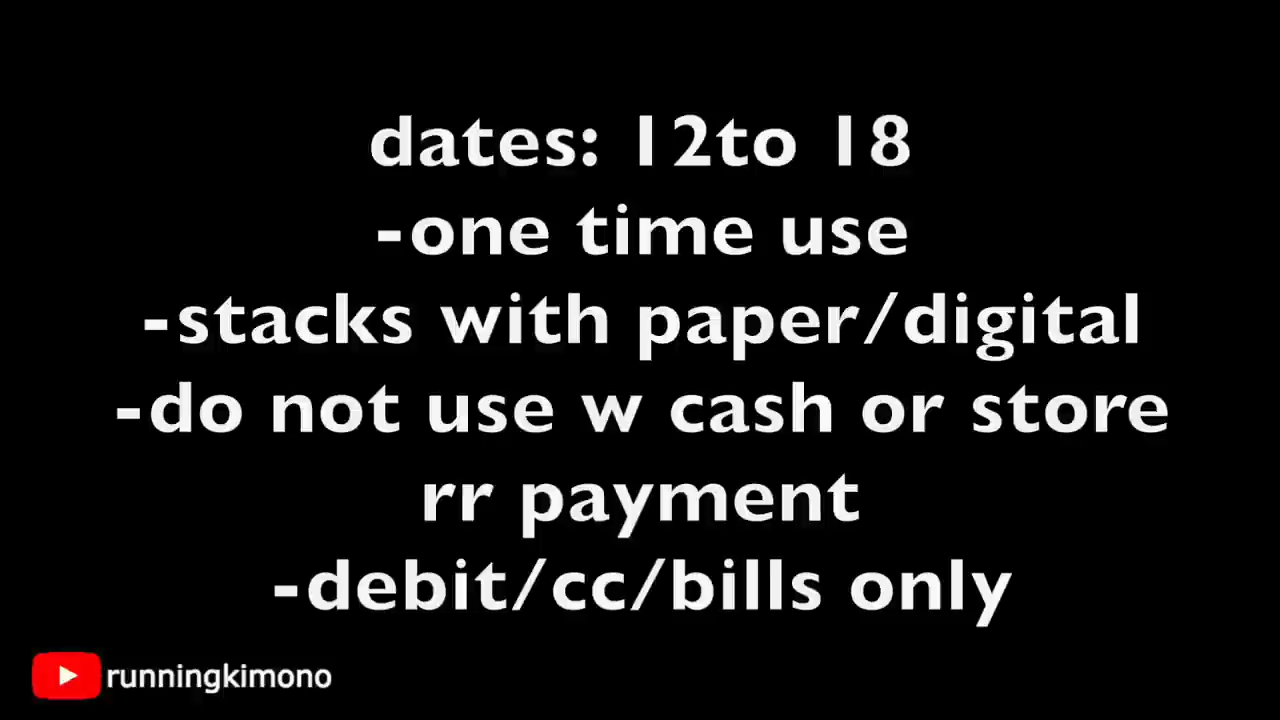 dates: 12to 18
-one time use
-stacks with paper/digital
-do not use w cash or store
rr payment
-debit/cc/bills only
runningkimono